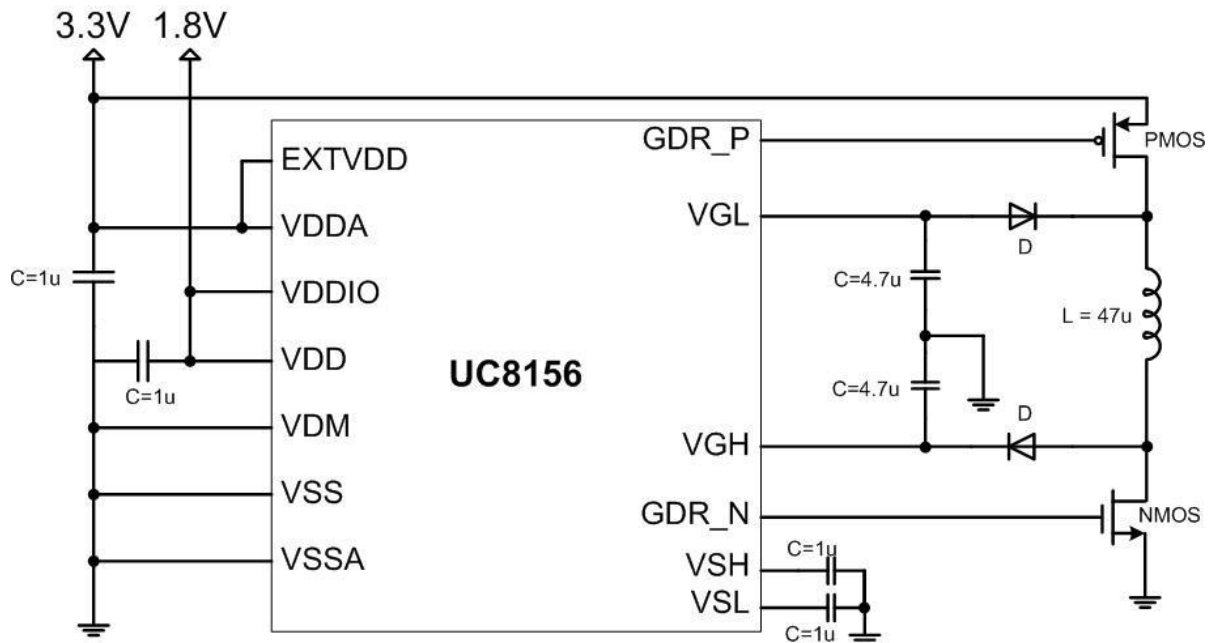 3.3V 1.8V
EXTVDD
VDDA
C=1u
VDDIO
VDD
C=1u
VDM
VSS
VSSA
UC8156
GDR_P
VGL
VGH
GDR_N
VSH
VSL
PMOS
D
C=4.7u
L = 47u
C=4.7u
D
NMOS
C=1u
C=1u